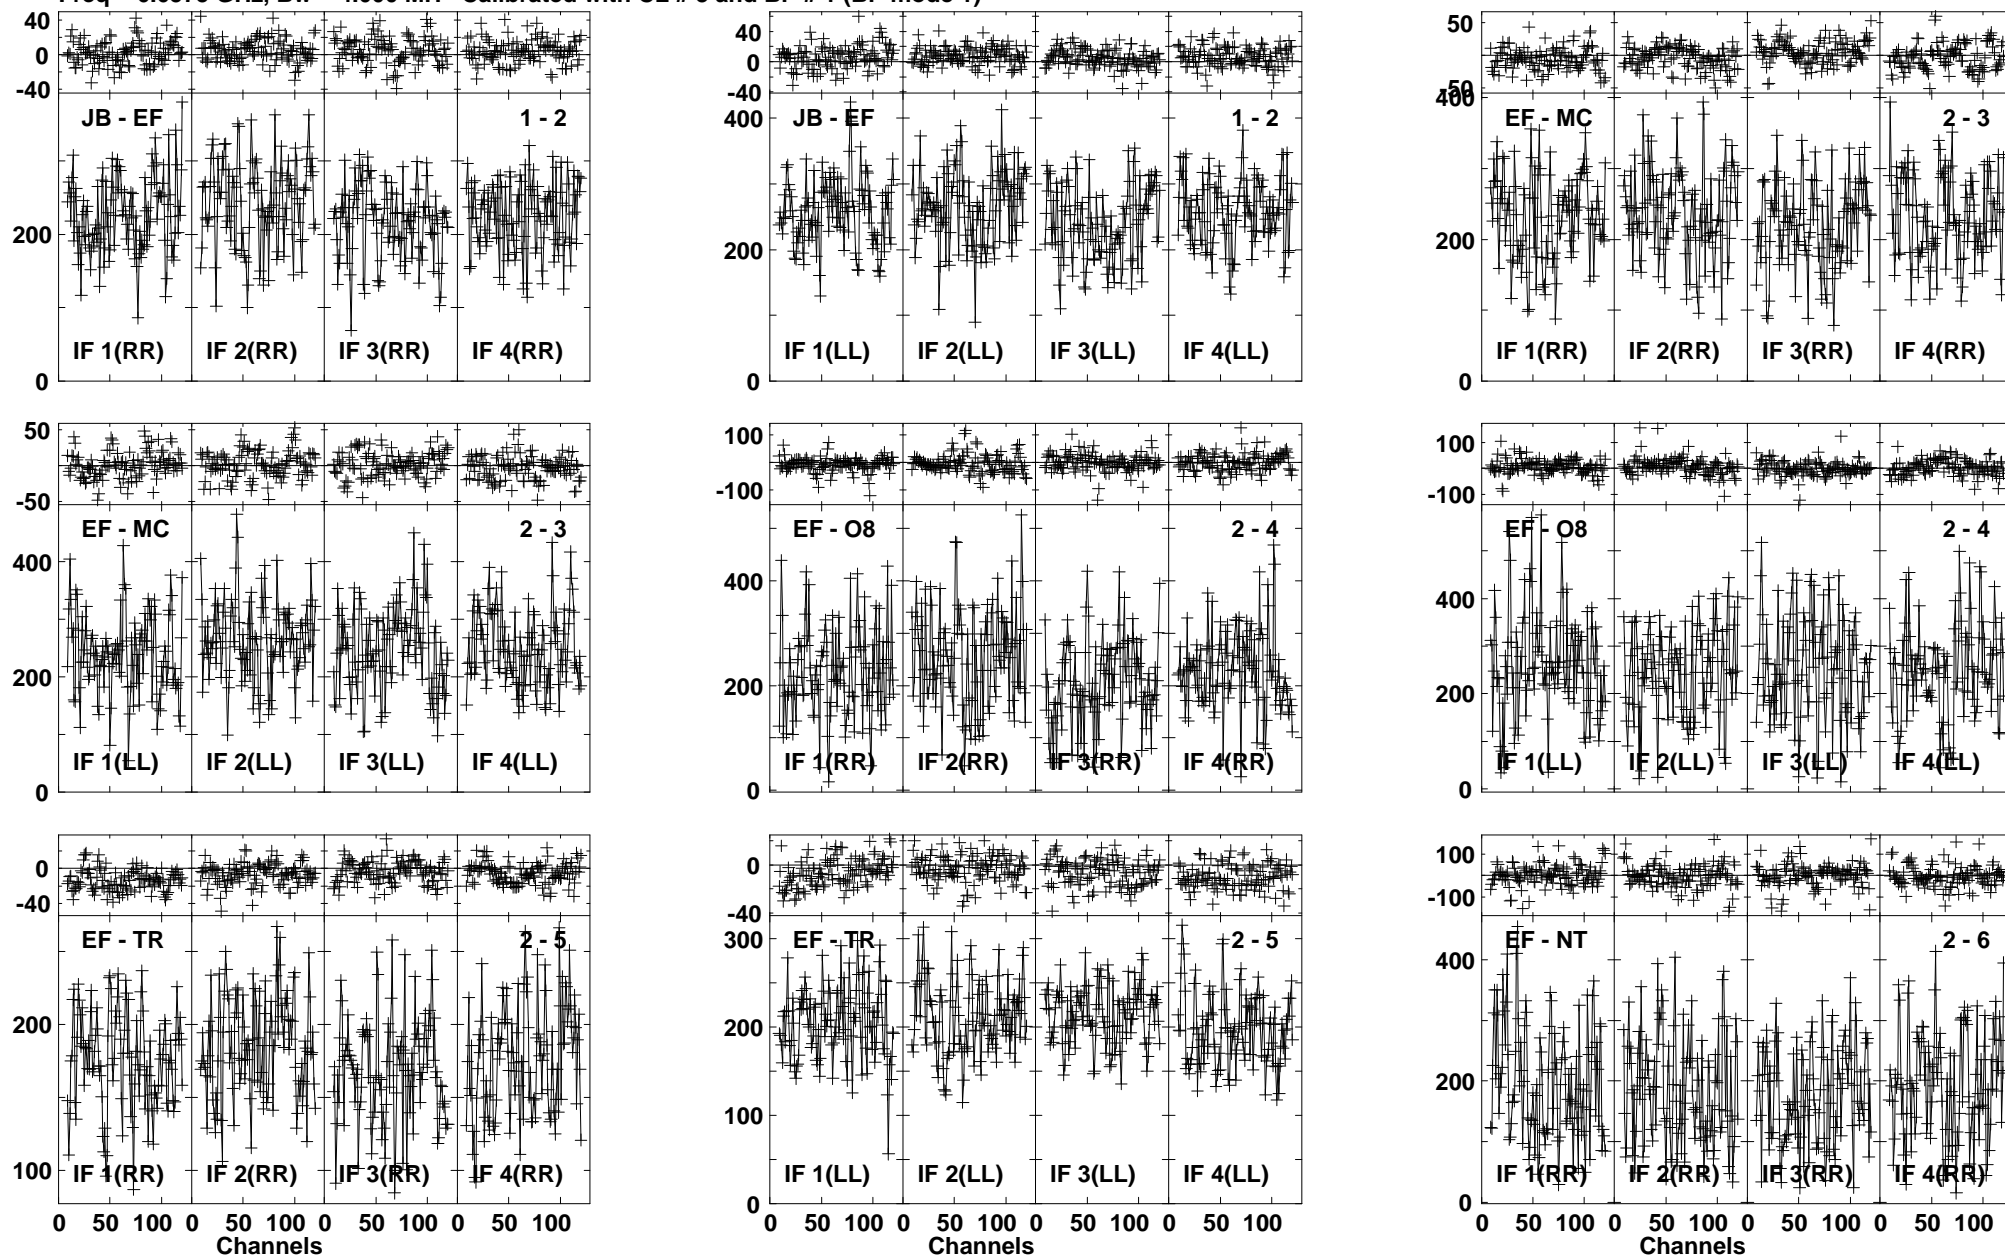 40 40 50
0 0
-40 -40 -50
JB - EF 1 - 2 JB - EF 1 - 2 EF - MC 2 - 3
400 400
200 200 200
IF 1(RR) IF 2(RR) IF 3(RR) IF 4(RR) IF 1(LL) IF 2(LL) IF 3(LL) IF 4(LL) IF 1(RR) IF 2(RR) IF 3(RR) IF 4(RR)
0 0 0
50 100 100
0 0 0
-50 -100 -100
EF - MC 2 - 3 EF - O8 2 - 4 EF - O8 2 - 4
400 400 400
200 200 200
IF 1(LL) IF 2(LL) IF 3(LL) IF 4(LL) IF 1(RR) IF 2(RR) IF 3(RR) IF 4(RR) IF 1(LL) IF 2(LL) IF 3(LL) IF 4(LL)
0 0 0
0 0 100
-40 -40 -100
EF - TR 2 - 5 EF - TR 2 - 5 EF - NT 2 - 6
300 400
200 200 200
100 100
IF 1(RR) IF 2(RR) IF 3(RR) IF 4(RR) IF 1(LL) IF 2(LL) IF 3(LL) IF 4(LL) IF 1(RR) IF 2(RR) IF 3(RR) IF 4(RR)
0 0
0 50 100 0 50 100 0 50 100 0 50 100 0 50 100 0 50 100 0 50 100 0 50 100 0 50 100 0 50 100 0 50 100 0 50 100
Channels Channels Channels